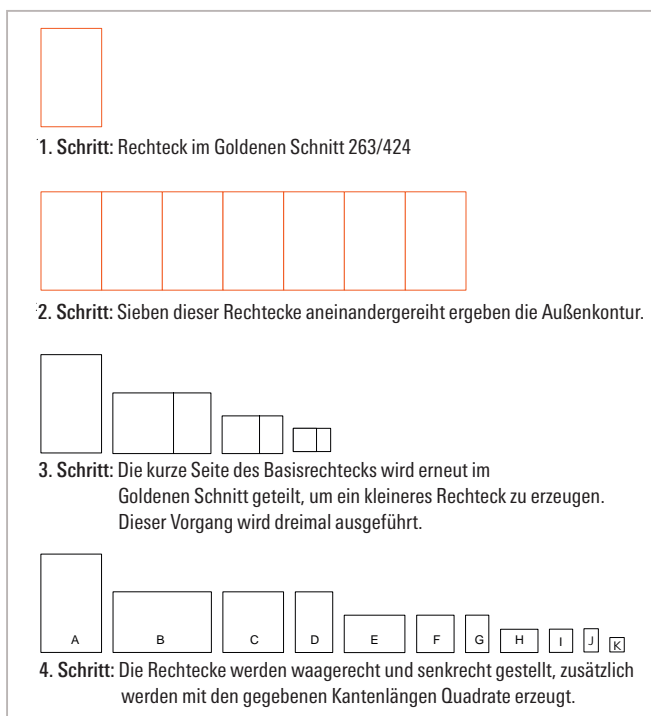 1. Schritt: Rechteck im Goldenen Schnitt 263/424
2. Schritt: Sieben dieser Rechtecke aneinandergereiht ergeben die Außenkontur.
3. Schritt: Die kurze Seite des Basisrechtecks wird erneut im
Goldenen Schnitt geteilt, um ein kleineres Rechteck zu erzeugen.
Dieser Vorgang wird dreimal ausgeführt.
A B C D E F G H I J K
4. Schritt: Die Rechtecke werden waagerecht und senkrecht gestellt, zusätzlich
werden mit den gegebenen Kantenlängen Quadrate erzeugt.